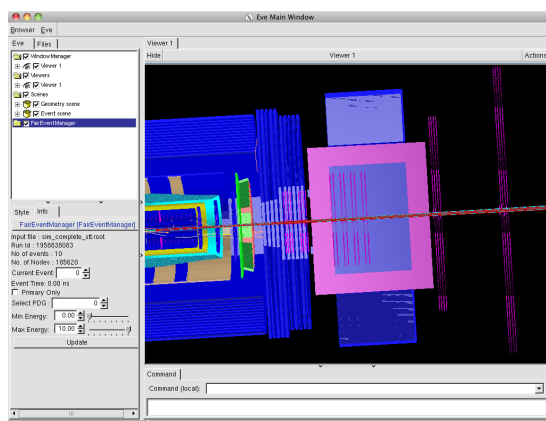 Eve Main Window
Browser Eve
Eve Files
WindowManager
Viewer 1
Viewers
Viewer 1
Scenes
Geometry scene
Event scene
FairEventManager
Style Info
FairEventManager [FairEventManager]
Input file : sim_complete_stt.root
Run Id : 1958838083
No of events : 10
No. of Nodes : 185620
Current Event: 0
Event Time: 0.00 ns
Primary Only
Select PDG : 0
Min Energy: 0.00
Max Energy: 10.00
Update
Viewer 1
Hide Viewer 1 Actions
Command
Command (local):